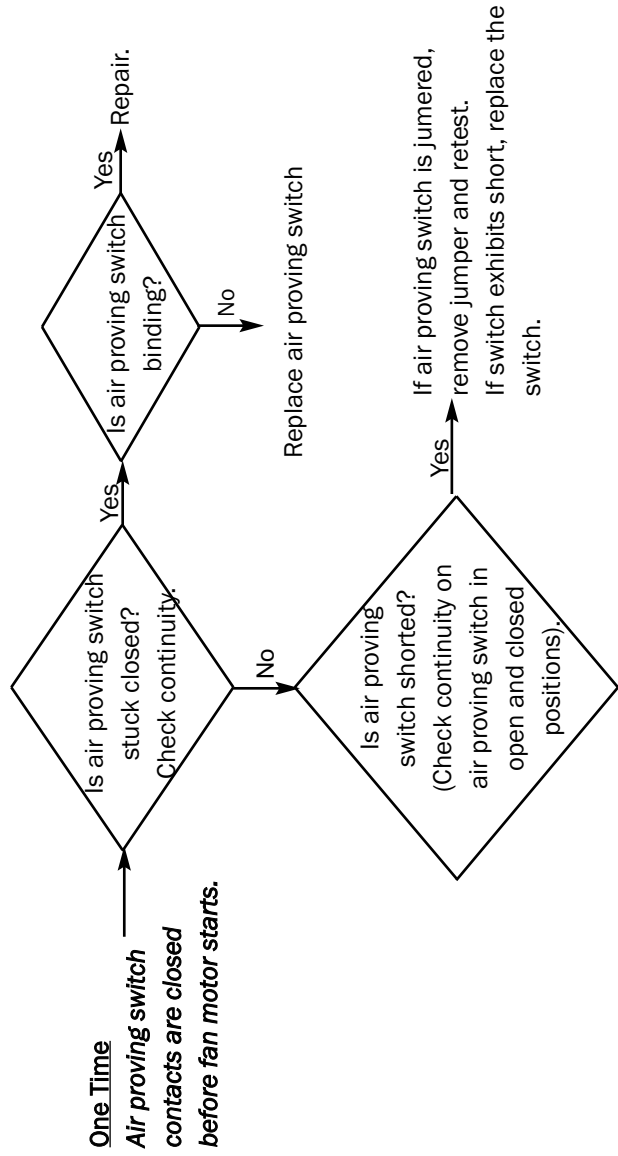 One Time
Air proving switch
contacts are closed
before fan motor starts.
Is air proving switch
stuck closed?
Check continuity.
Yes
Is air proving switch
binding?
Yes
Repair.
No
Replace air proving switch
No
Is air proving
switch shorted?
(Check continuity on
air proving switch in
open and closed
positions).
Yes
If air proving switch is jumered,
remove jumper and retest.
If switch exhibits short, replace the
switch.